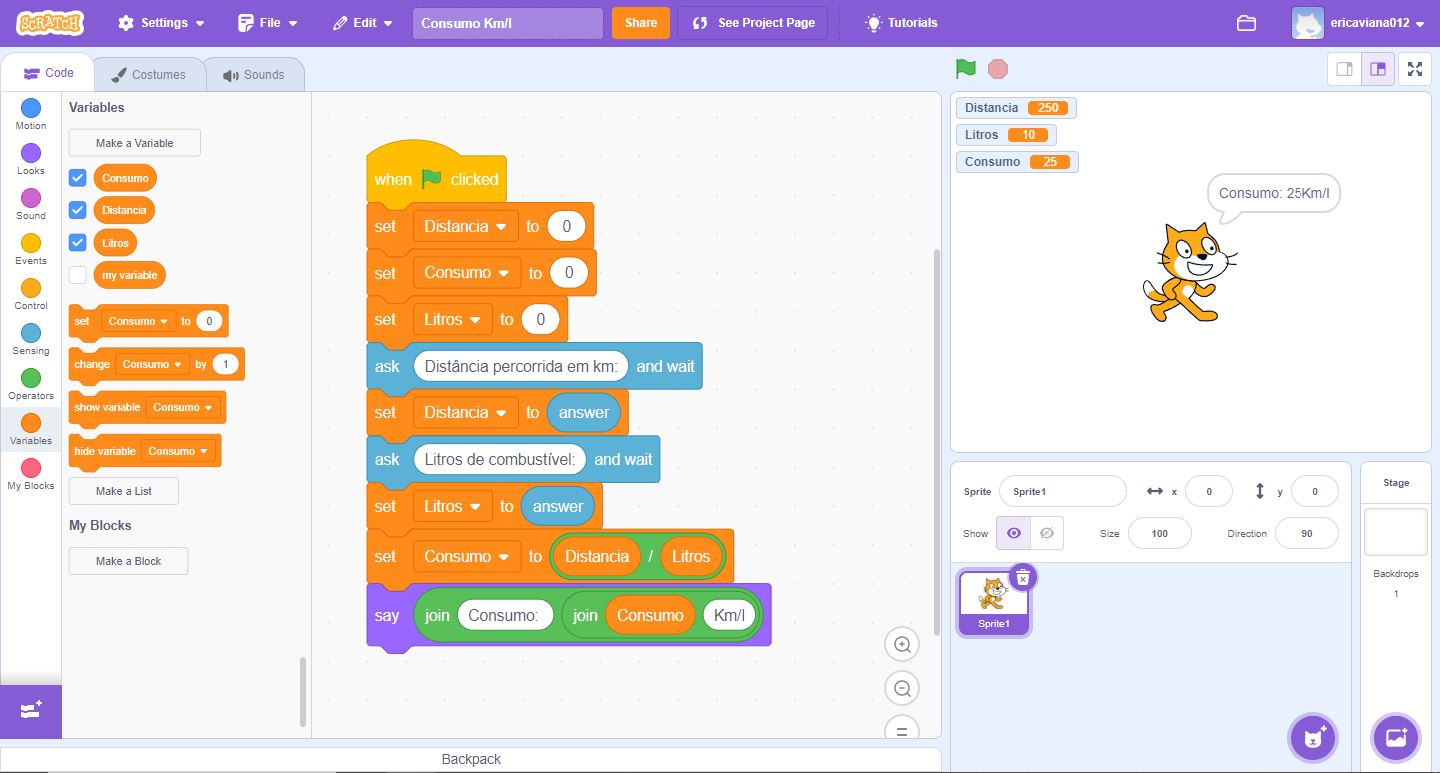 SCRATCH Settings File Edit Consumo Km/l Share See Project Page Tutorials ericaviana012
Code Costumes Sounds
Motion
Looks
Sound
Events
Control
Sensing
Operators
Variables
My Blocks
Variables
Make a Variable
Consumo
Distancia
Litros
my variable
set Consumo to 0
change Consumo by 1
show variable Consumo
hide variable Consumo
Make a List
My Blocks
Make a Block
when clicked
set Distancia to 0
set Consumo to 0
set Litros to 0
ask Distância percorrida em km: and wait
set Distancia to answer
ask Litros de combustível: and wait
set Litros to answer
set Consumo to Distancia / Litros
say join Consumo: join Consumo Km/l
Backpack
Distancia 250
Litros 10
Consumo 25
Consumo: 25Km/l
Sprite Sprite1 x 0 y 0
Show Size 100 Direction 90
Sprite1
Stage
Backdrops
1